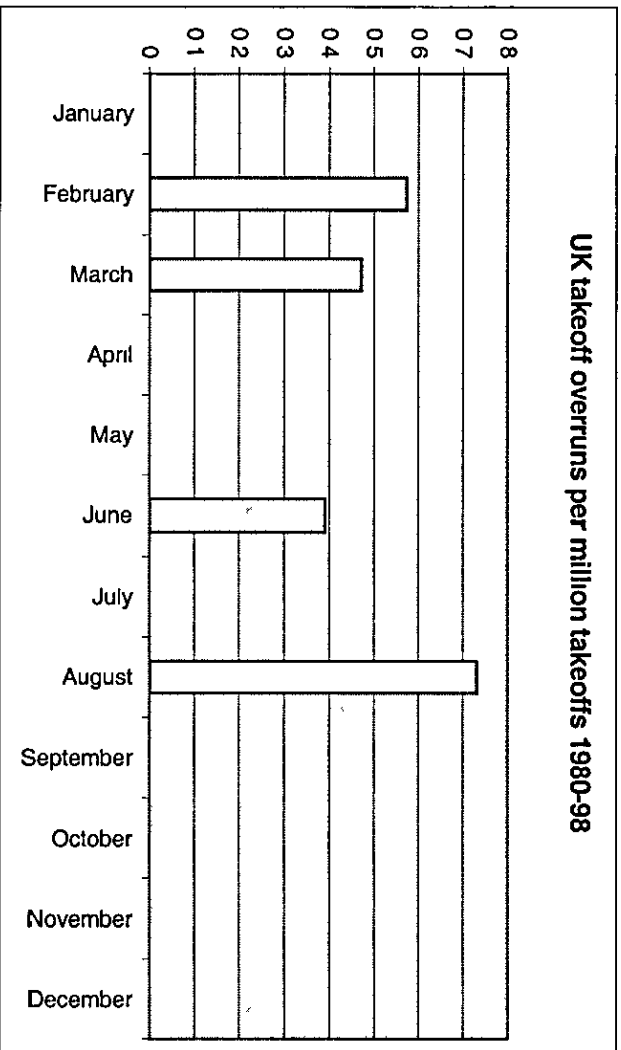 UK takeoff overruns per million takeoffs 1980-98
0 8
0 7
0 6
0 5
0 4
0 3
0 2
0 1
0
January
February
March
April
May
June
July
August
September
October
November
December